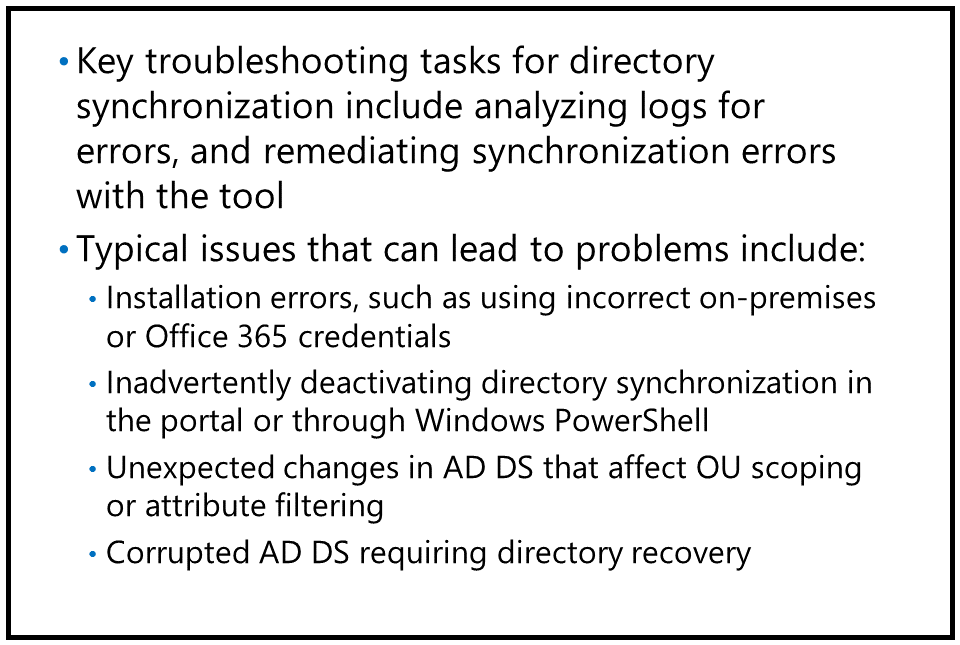 • Key troubleshooting tasks for directory
synchronization include analyzing logs for
errors, and remediating synchronization errors
with the tool
• Typical issues that can lead to problems include:
• Installation errors, such as using incorrect on-premises
or Office 365 credentials
• Inadvertently deactivating directory synchronization in
the portal or through Windows PowerShell
• Unexpected changes in AD DS that affect OU scoping
or attribute filtering
• Corrupted AD DS requiring directory recovery